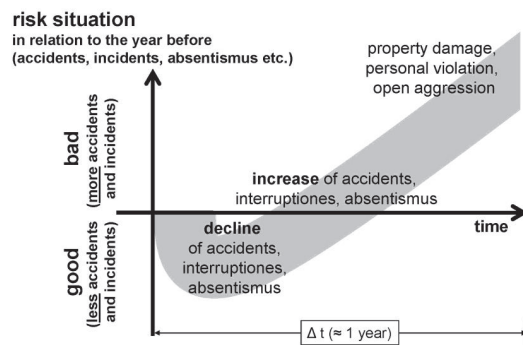 risk situation
in relation to the year before
(accidents, incidents, absentismus etc.)
property damage,
personal violation,
open aggression
bad
(more accidents
and incidents)
increase of accidents,
interruptiones, absentismus
time
good
(less accidents
and incidents)
decline
of accidents,
interruptiones,
absentismus
Δ t (≈ 1 year)